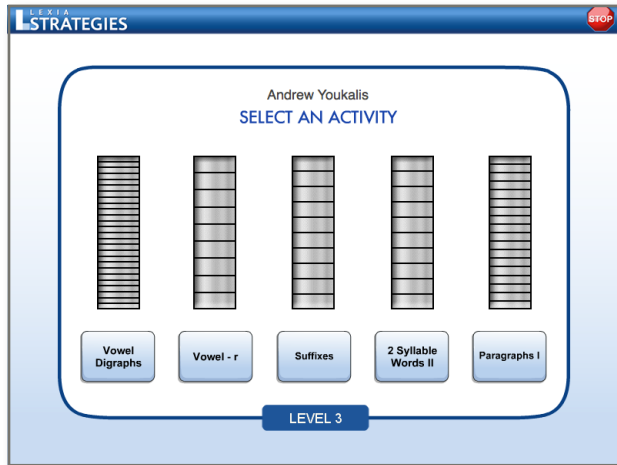 LEXIA
STRATEGIES
STOP
Andrew Youkalis
SELECT AN ACTIVITY
Vowel
Digraphs
Vowel - r
Suffixes
2 Syllable
Words II
Paragraphs I
LEVEL 3